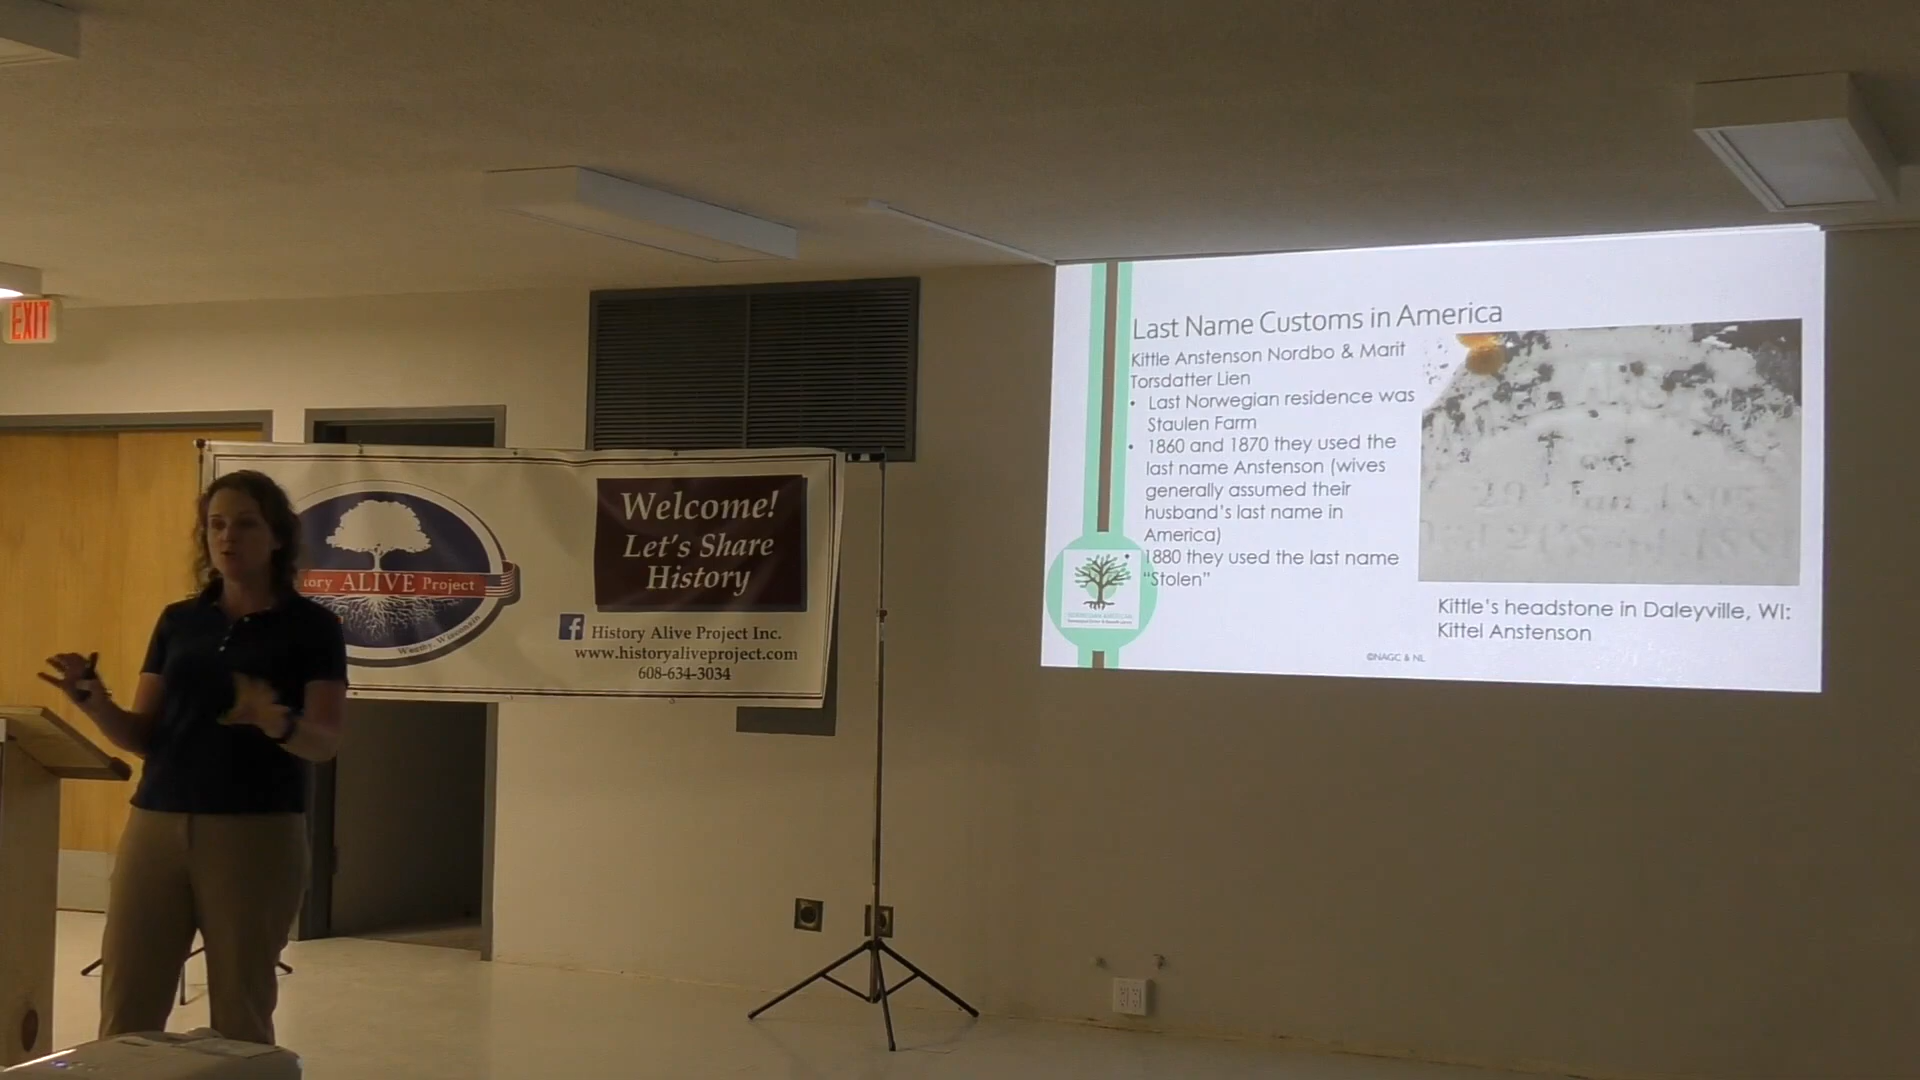 EXIT
tory ALIVE Project
Westby, Wisconsin
Welcome!
Let's Share
History
f History Alive Project Inc.
www.historyaliveproject.com
608-634-3034
Last Name Customs in America
Kittle Anstenson Nordbo & Marit
Torsdatter Lien
• Last Norwegian residence was
Staulen Farm
• 1860 and 1870 they used the
last name Anstenson (wives
generally assumed their
husband's last name in
America)
• 1880 they used the last name
"Stolen"
Kittle's headstone in Daleyville, WI:
Kittel Anstenson
©NAGC & NL